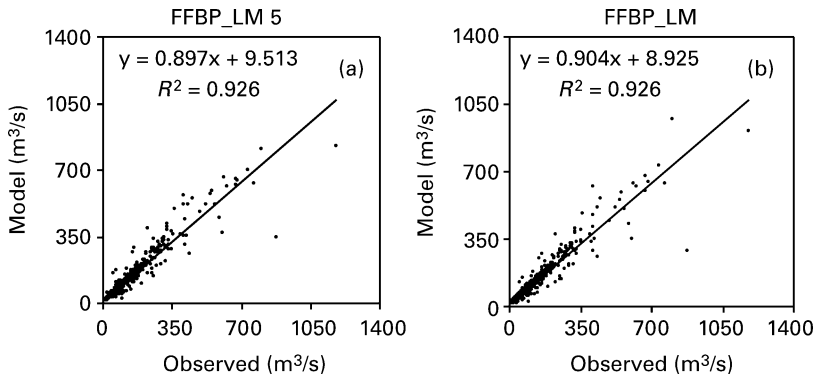 FFBP_LM 5
1400
1050
700
350
0
y = 0.897x + 9.513
R² = 0.926
(a)
Model (m³/s)
0 350 700 1050 1400
Observed (m³/s)
FFBP_LM
1400
1050
700
350
0
y = 0.904x + 8.925
R² = 0.926
(b)
Model (m³/s)
0 350 700 1050 1400
Observed (m³/s)